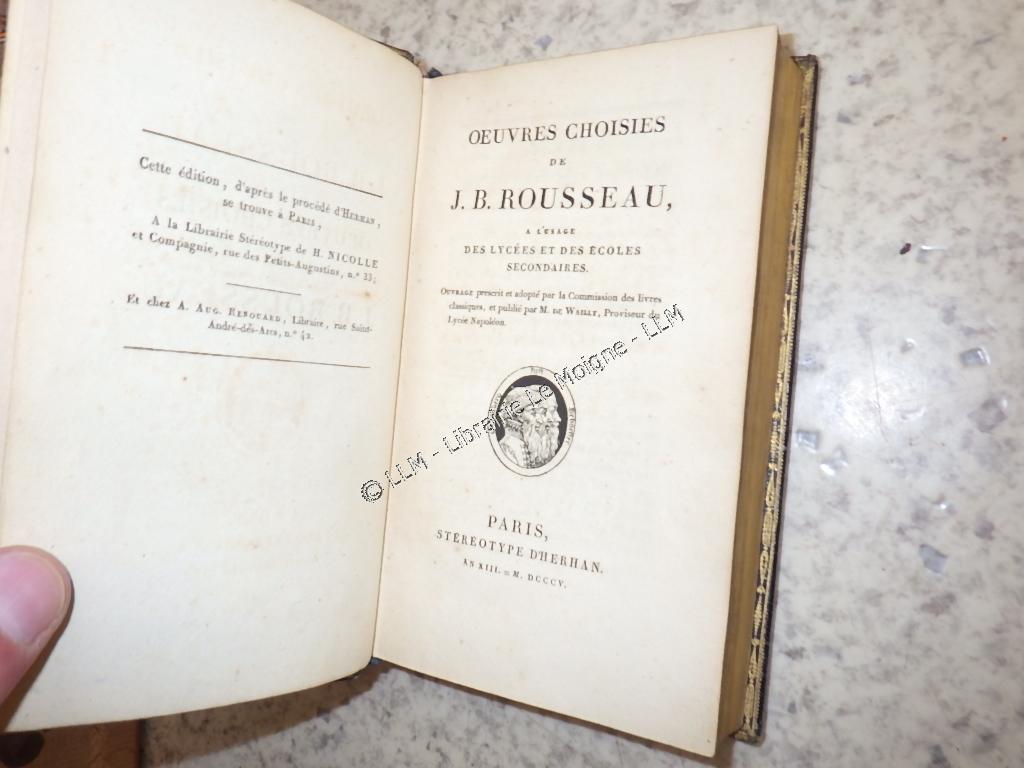 Cette édition, d'après le procédé d'HERHAN,
se trouve à PARIS,
A la Librairie Stéréotype de H. NICOLLE
et Compagnie, rue des Petits-Augustins, n.° 33;
Et chez A. AUG. RENOUARD, Libraire, rue Saint-
André-des-Arcs, n.° 42.
OEUVRES CHOISIES
DE
J. B. ROUSSEAU,
A L'USAGE
DES LYCÉES ET DES ÉCOLES
SECONDAIRES.
OUVRAGE prescrit et adopté par la Commission des livres
classiques, et publié par M. DE WAILLY, Proviseur du
Lycée Napoléon.
© LLM - Librairie Le Moigne - LLM
PARIS,
STÉRÉOTYPE D'HERHAN.
AN XIII. = M. DCCCV.